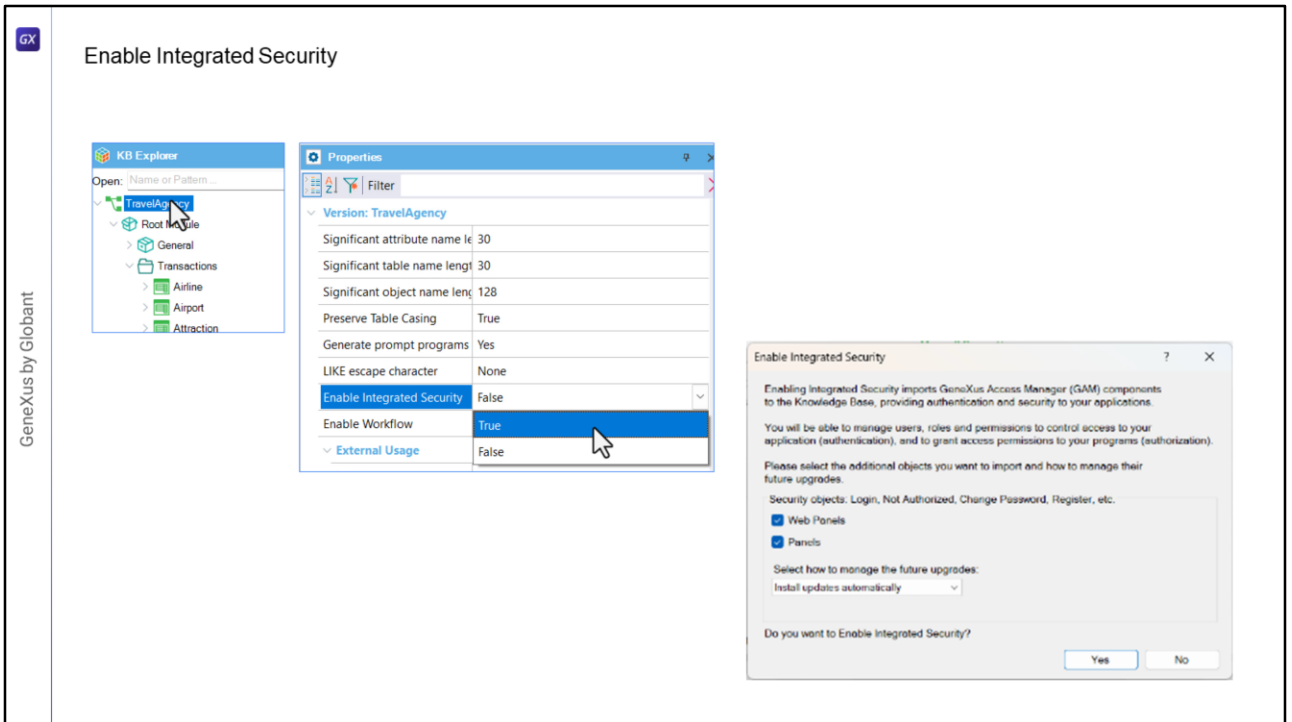 GX
Enable Integrated Security
GeneXus by Globant
KB Explorer
Open: Name or Pattern ...
TravelAgency
Root Module
General
Transactions
Airline
Airport
Attraction
Properties
Filter
Version: TravelAgency
Significant attribute name le 30
Significant table name lengt 30
Significant object name leng 128
Preserve Table Casing True
Generate prompt programs Yes
LIKE escape character None
Enable Integrated Security False
Enable Workflow True
External Usage False
Enable Integrated Security ?
Enabling Integrated Security imports GeneXus Access Manager (GAM) components
to the Knowledge Base, providing authentication and security to your applications.
You will be able to manage users, roles and permissions to control access to your
application (authentication), and to grant access permissions to your programs (authorization).
Please select the additional objects you want to import and how to manage their
future upgrades.
Security objects: Login, Not Authorized, Change Password, Register, etc.
Web Panels
Panels
Select how to manage the future upgrades:
Install updates automatically
Do you want to Enable Integrated Security?
Yes No